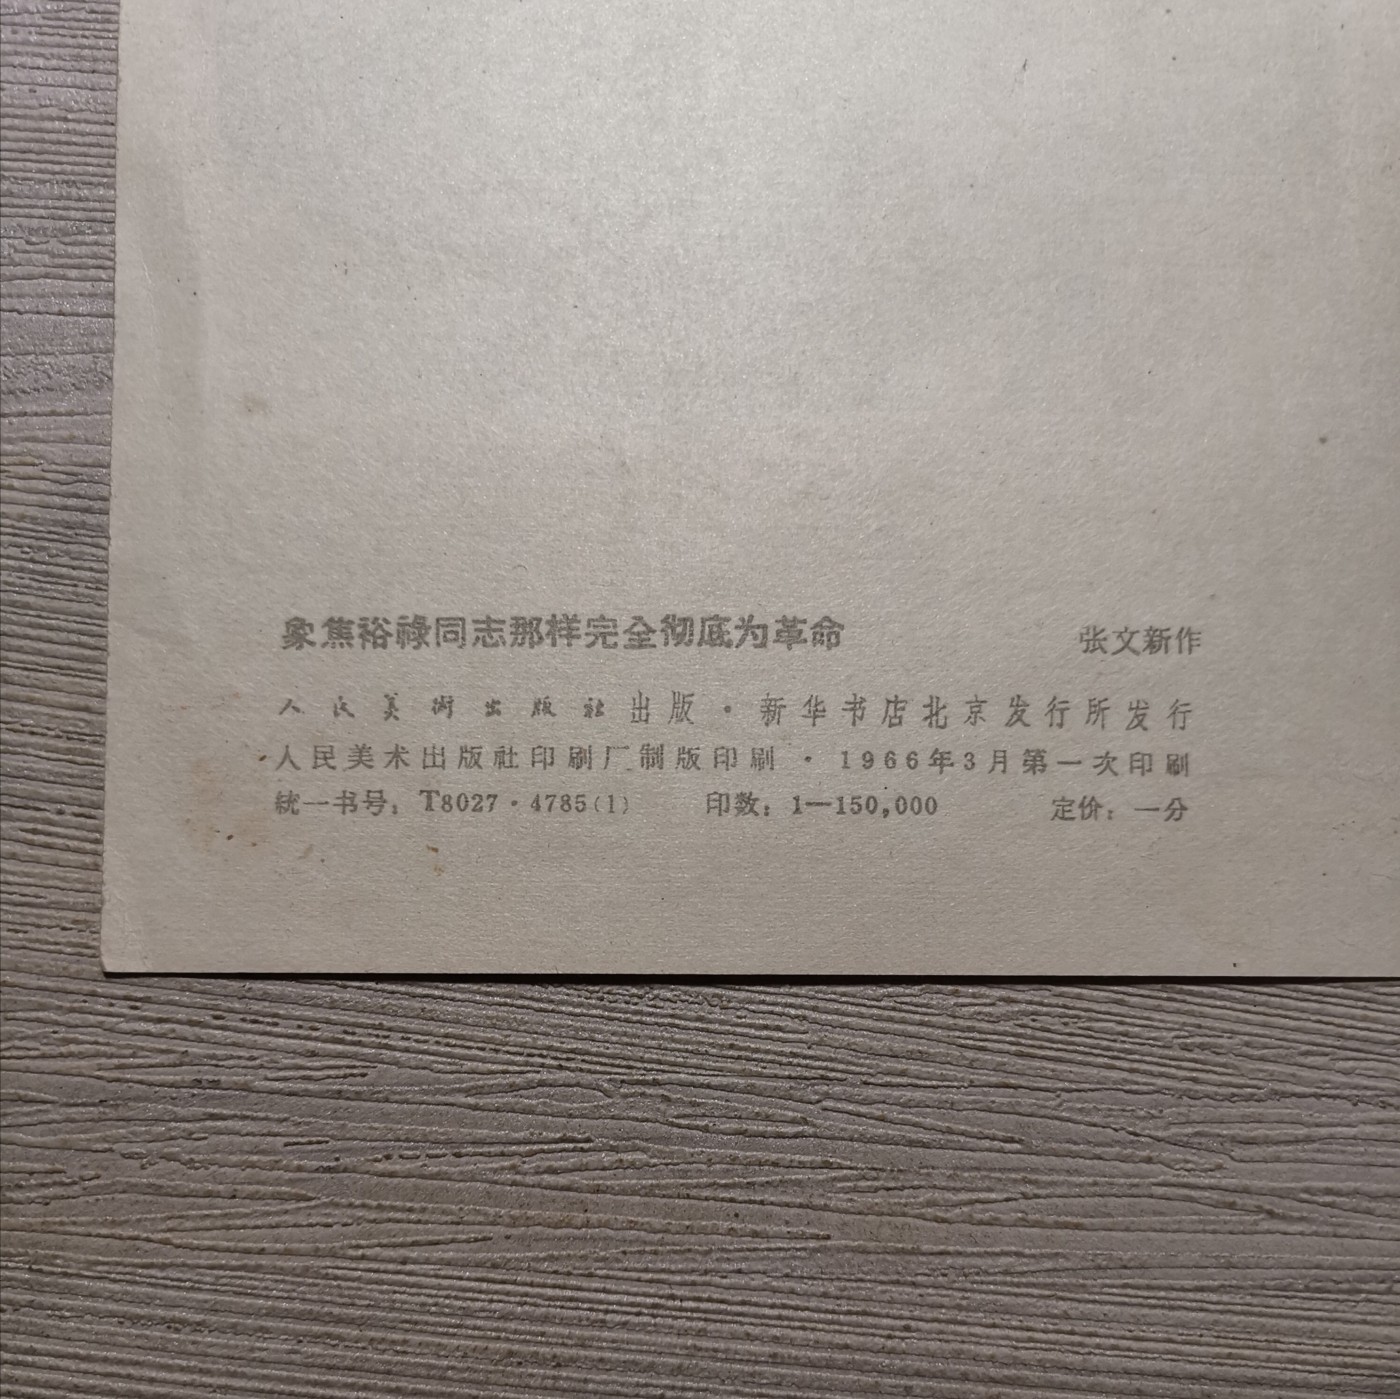 象焦裕禄同志那样完全彻底为革命 张文新作
人民美術出版社出版·新华书店北京发行所发行
人民美术出版社印刷厂制版印刷·1966年3月第一次印刷
統一书号：T8027·4785(1) 印数：1—150,000 定价：一分